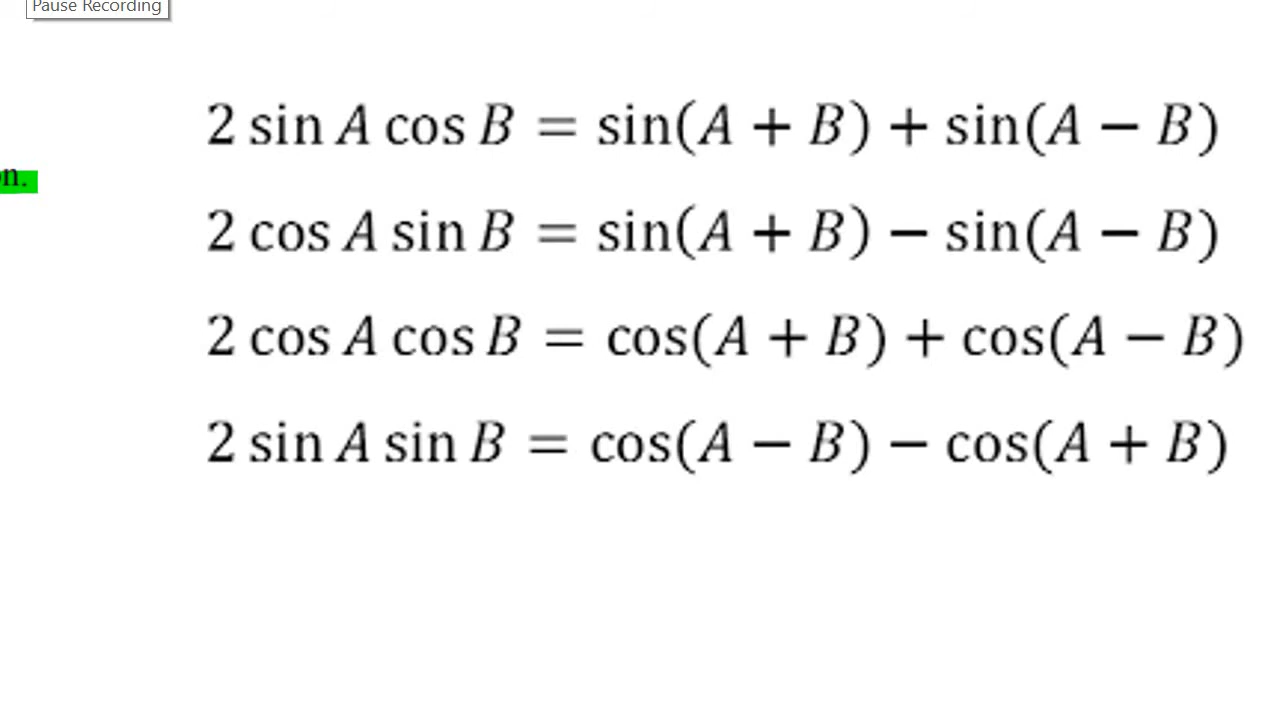 Pause Recording
2 sin A cos B = sin(A + B) + sin(A − B)
on.
2 cos A sin B = sin(A + B) − sin(A − B)
2 cos A cos B = cos(A + B) + cos(A − B)
2 sin A sin B = cos(A − B) − cos(A + B)